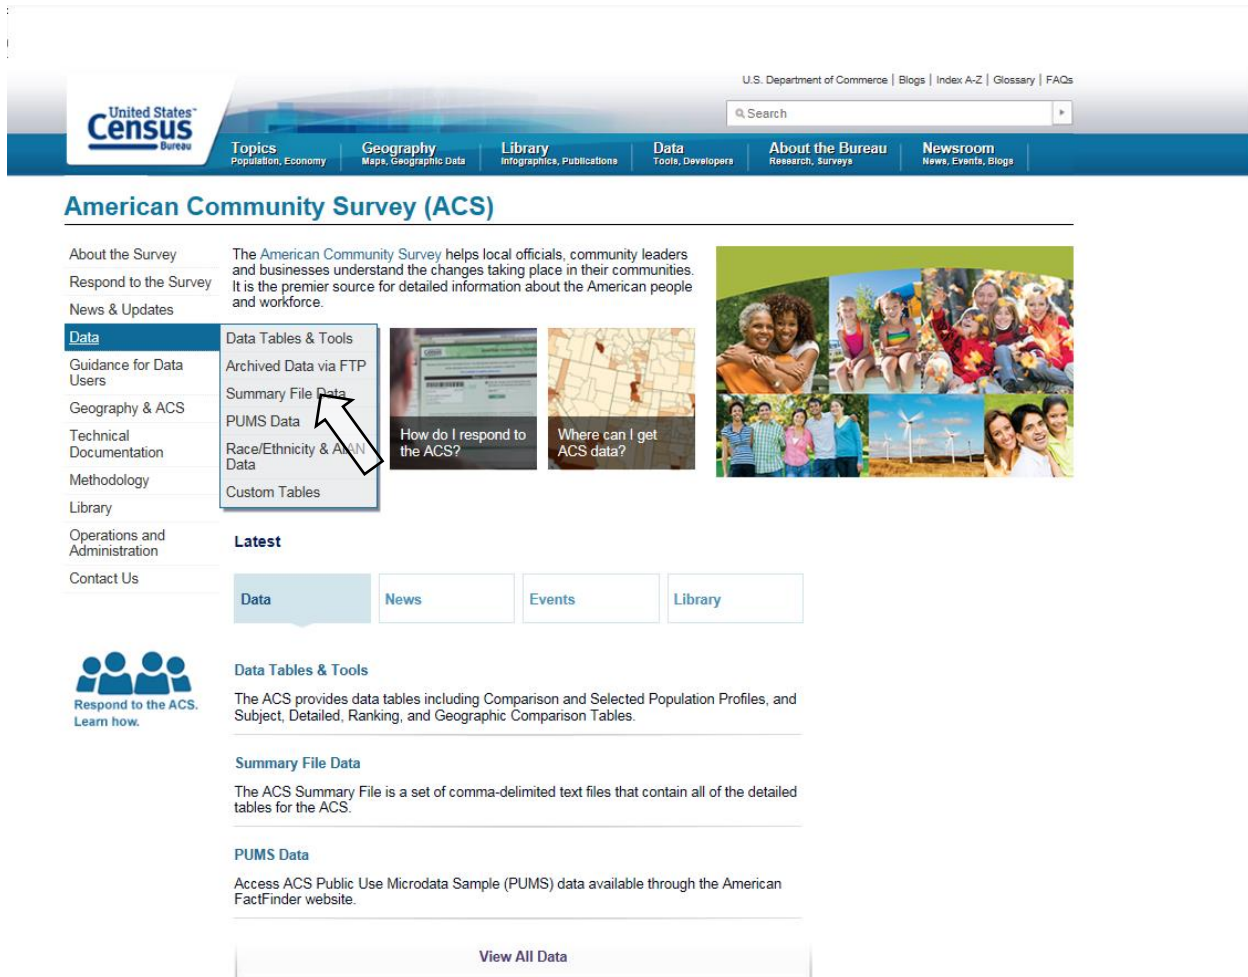 U.S. Department of Commerce | Blogs | Index A-Z | Glossary | FAQs
United States™
Census
Bureau
Search
Topics
Population, Economy
Geography
Maps, Geographic Data
Library
Infographics, Publications
Data
Tools, Developers
About the Bureau
Research, Surveys
Newsroom
News, Events, Blogs
American Community Survey (ACS)
About the Survey
Respond to the Survey
News & Updates
Data
Guidance for Data
Users
Geography & ACS
Technical
Documentation
Methodology
Library
Operations and
Administration
Contact Us
Data Tables & Tools
Archived Data via FTP
Summary File Data
PUMS Data
Race/Ethnicity & AIAN
Data
Custom Tables
The American Community Survey helps local officials, community leaders
and businesses understand the changes taking place in their communities.
It is the premier source for detailed information about the American people
and workforce.
How do I respond to
the ACS?
Where can I get
ACS data?
Latest
Data
News
Events
Library
Respond to the ACS.
Learn how.
Data Tables & Tools
The ACS provides data tables including Comparison and Selected Population Profiles, and
Subject, Detailed, Ranking, and Geographic Comparison Tables.
Summary File Data
The ACS Summary File is a set of comma-delimited text files that contain all of the detailed
tables for the ACS.
PUMS Data
Access ACS Public Use Microdata Sample (PUMS) data available through the American
FactFinder website.
View All Data